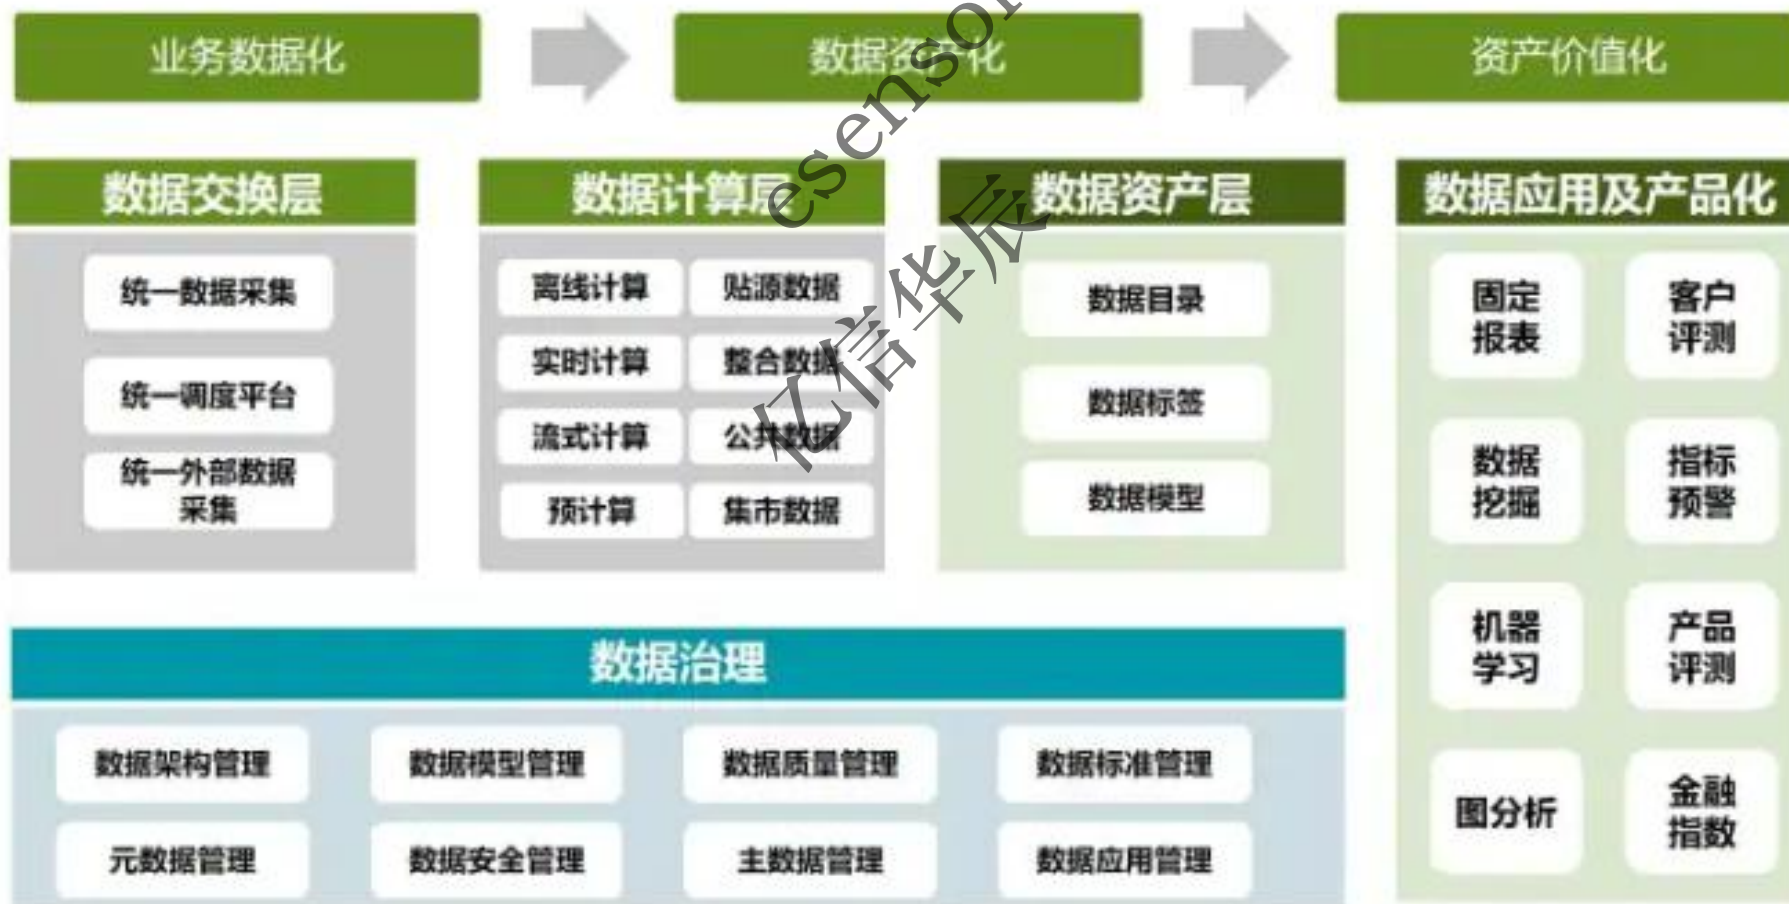 业务数据化
数据资产化
资产价值化
数据交换层
统一数据采集
统一调度平台
统一外部数据
采集
数据计算层
离线计算
贴源数据
实时计算
整合数据
流式计算
公共数据
预计算
集市数据
数据资产层
数据目录
数据标签
数据模型
数据应用及产品化
固定
报表
客户
评测
数据
挖掘
指标
预警
机器
学习
产品
评测
图分析
金融
指数
数据治理
数据架构管理
数据模型管理
数据质量管理
数据标准管理
元数据管理
数据安全管理
主数据管理
数据应用管理
esensof
亿信华辰